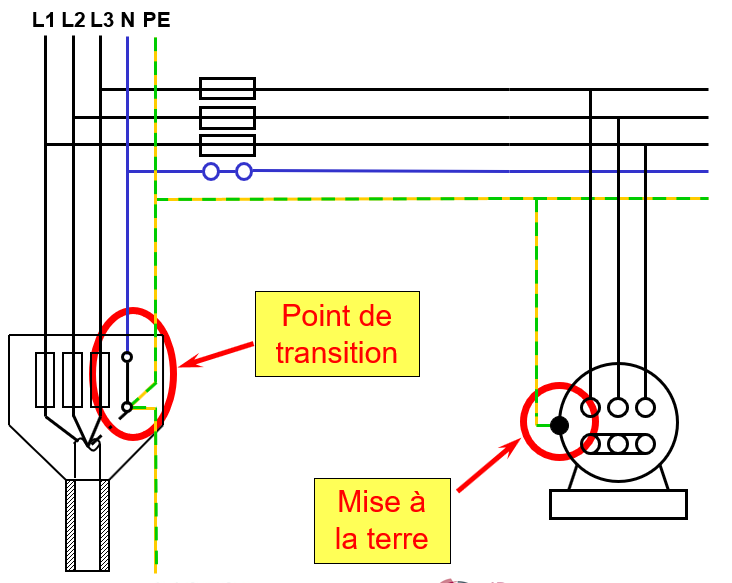 L1 L2 L3 N PE
Point de
transition
Mise à
la terre